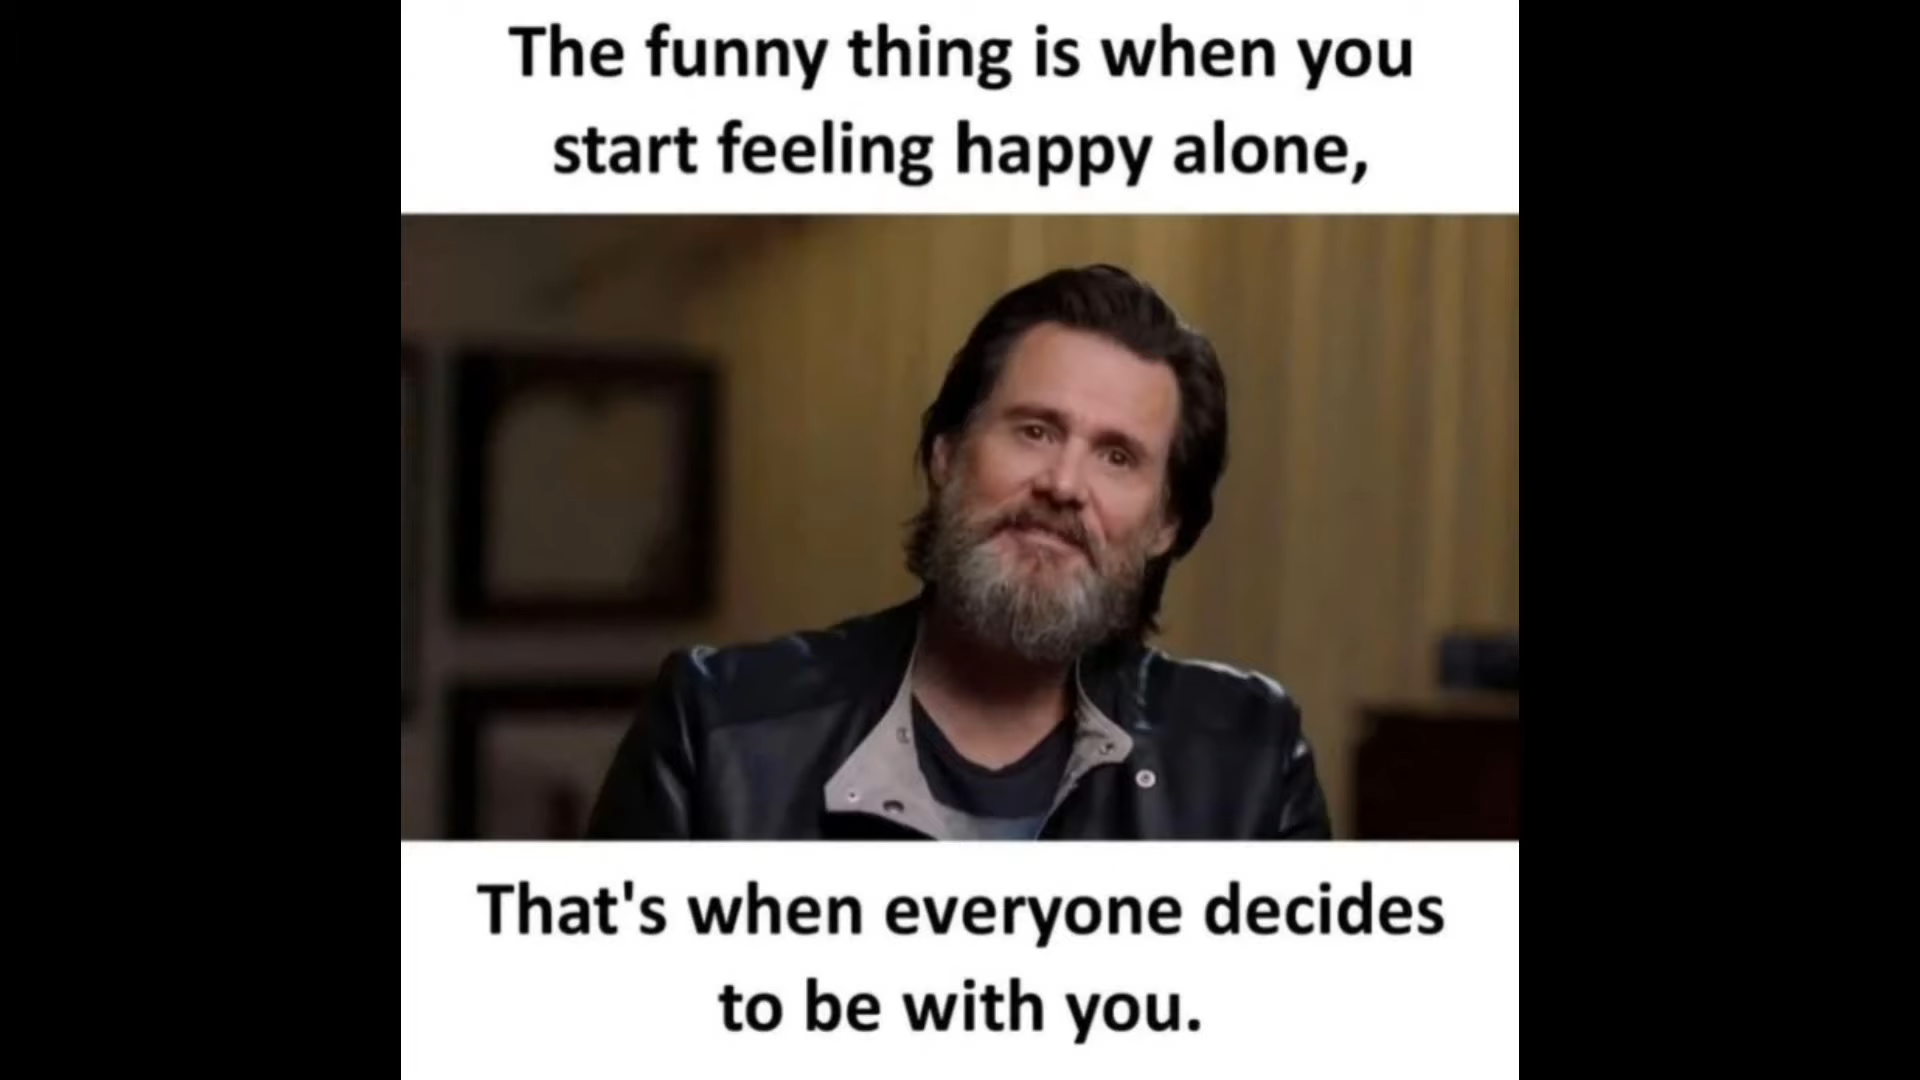 The funny thing is when you
start feeling happy alone,
That's when everyone decides
to be with you.